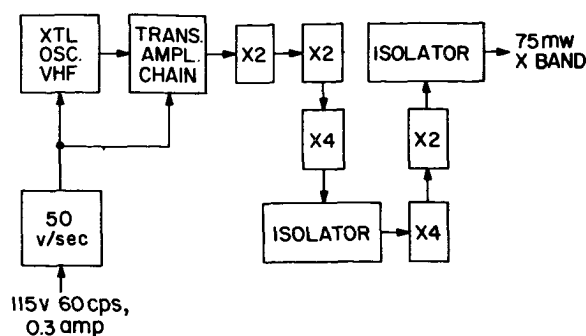 XTL
OSC.
VHF
TRANS.
AMPL.
CHAIN
X2
X2
X4
ISOLATOR
X4
X2
ISOLATOR
75mw
X BAND
50
v/sec
115v 60cps,
0.3 amp